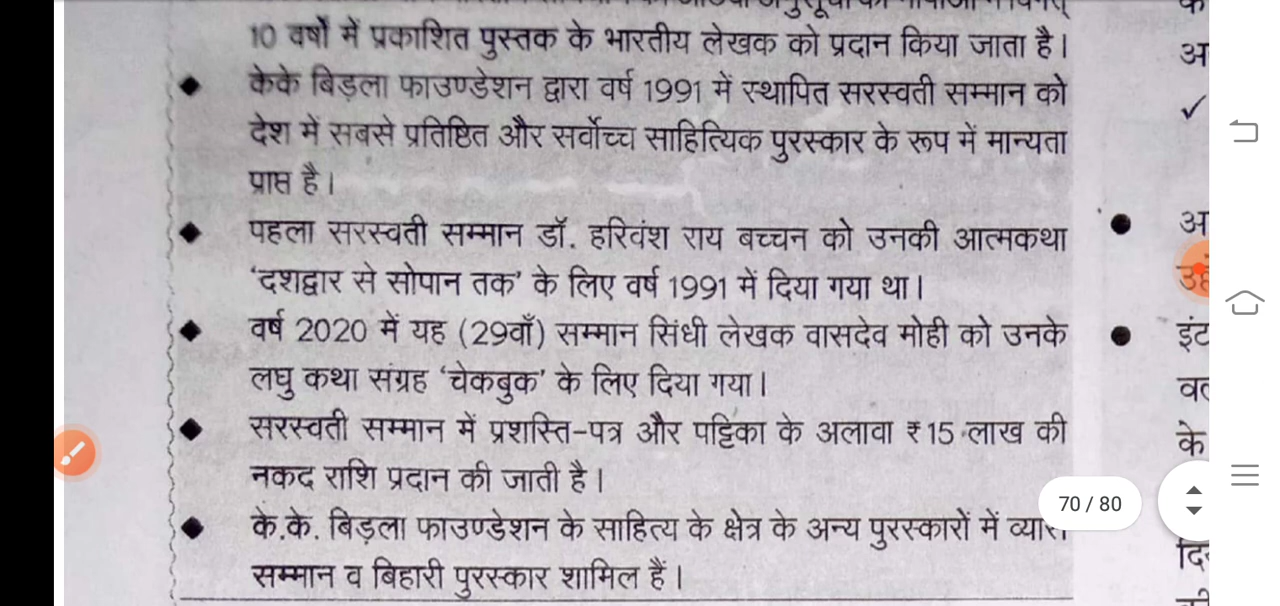 10 वर्षों में प्रकाशित पुस्तक के भारतीय लेखक को प्रदान किया जाता है।
◆ केके बिड़ला फाउण्डेशन द्वारा वर्ष 1991 में स्थापित सरस्वती सम्मान को
देश में सबसे प्रतिष्ठित और सर्वोच्च साहित्यिक पुरस्कार के रूप में मान्यता
प्राप्त है।
◆ पहला सरस्वती सम्मान डॉ. हरिवंश राय बच्चन को उनकी आत्मकथा
‘दशद्वार से सोपान तक’ के लिए वर्ष 1991 में दिया गया था।
◆ वर्ष 2020 में यह (29वाँ) सम्मान सिंधी लेखक वासदेव मोही को उनके
लघु कथा संग्रह ‘चेकबुक’ के लिए दिया गया।
◆ सरस्वती सम्मान में प्रशस्ति-पत्र और पट्टिका के अलावा ₹15 लाख की
नकद राशि प्रदान की जाती है।
◆ के.के. बिड़ला फाउण्डेशन के साहित्य के क्षेत्र के अन्य पुरस्कारों में
सम्मान व बिहारी पुरस्कार शामिल हैं।
के
70 / 80